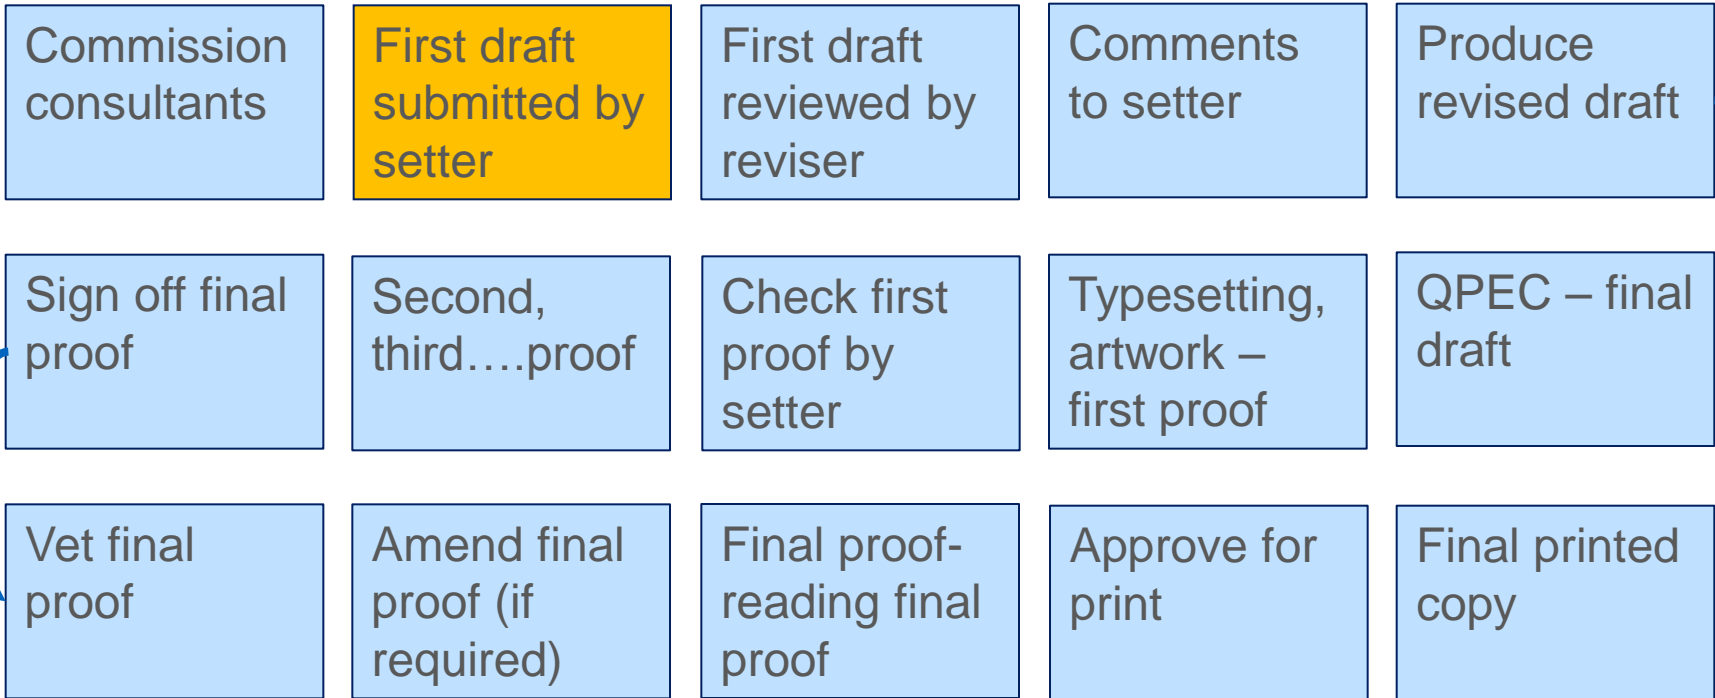 Commission
consultants
First draft
submitted by
setter
First draft
reviewed by
reviser
Comments
to setter
Produce
revised draft
Sign off final
proof
Second,
third….proof
Check first
proof by
setter
Typesetting,
artwork –
first proof
QPEC – final
draft
Vet final
proof
Amend final
proof (if
required)
Final proof-
reading final
proof
Approve for
print
Final printed
copy